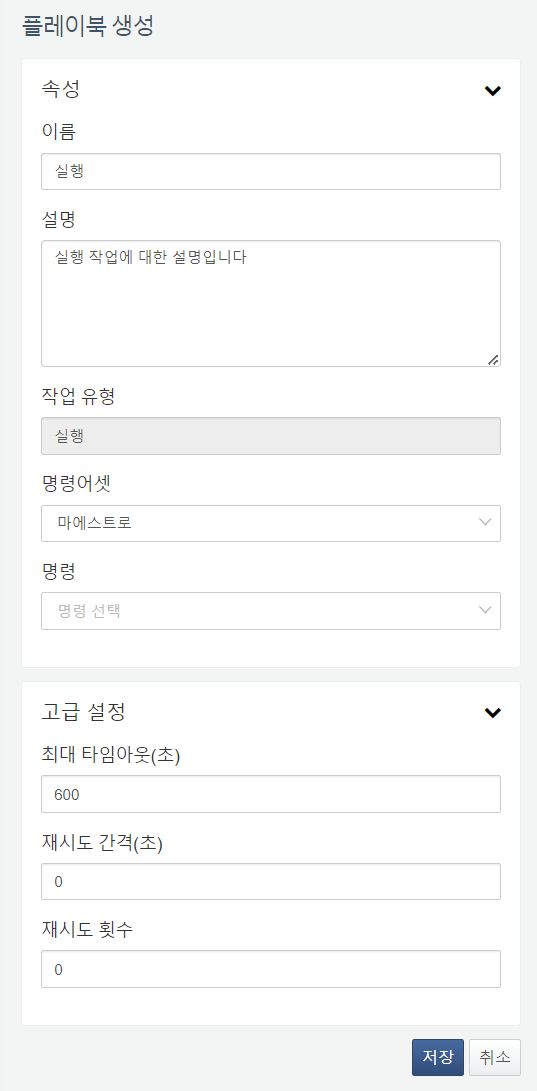 플레이북 생성
속성
이름
실행
설명
실행 작업에 대한 설명입니다
작업 유형
실행
명령어셋
마에스트로
명령
명령 선택
고급 설정
최대 타임아웃(초)
600
재시도 간격(초)
0
재시도 횟수
0
저장 취소